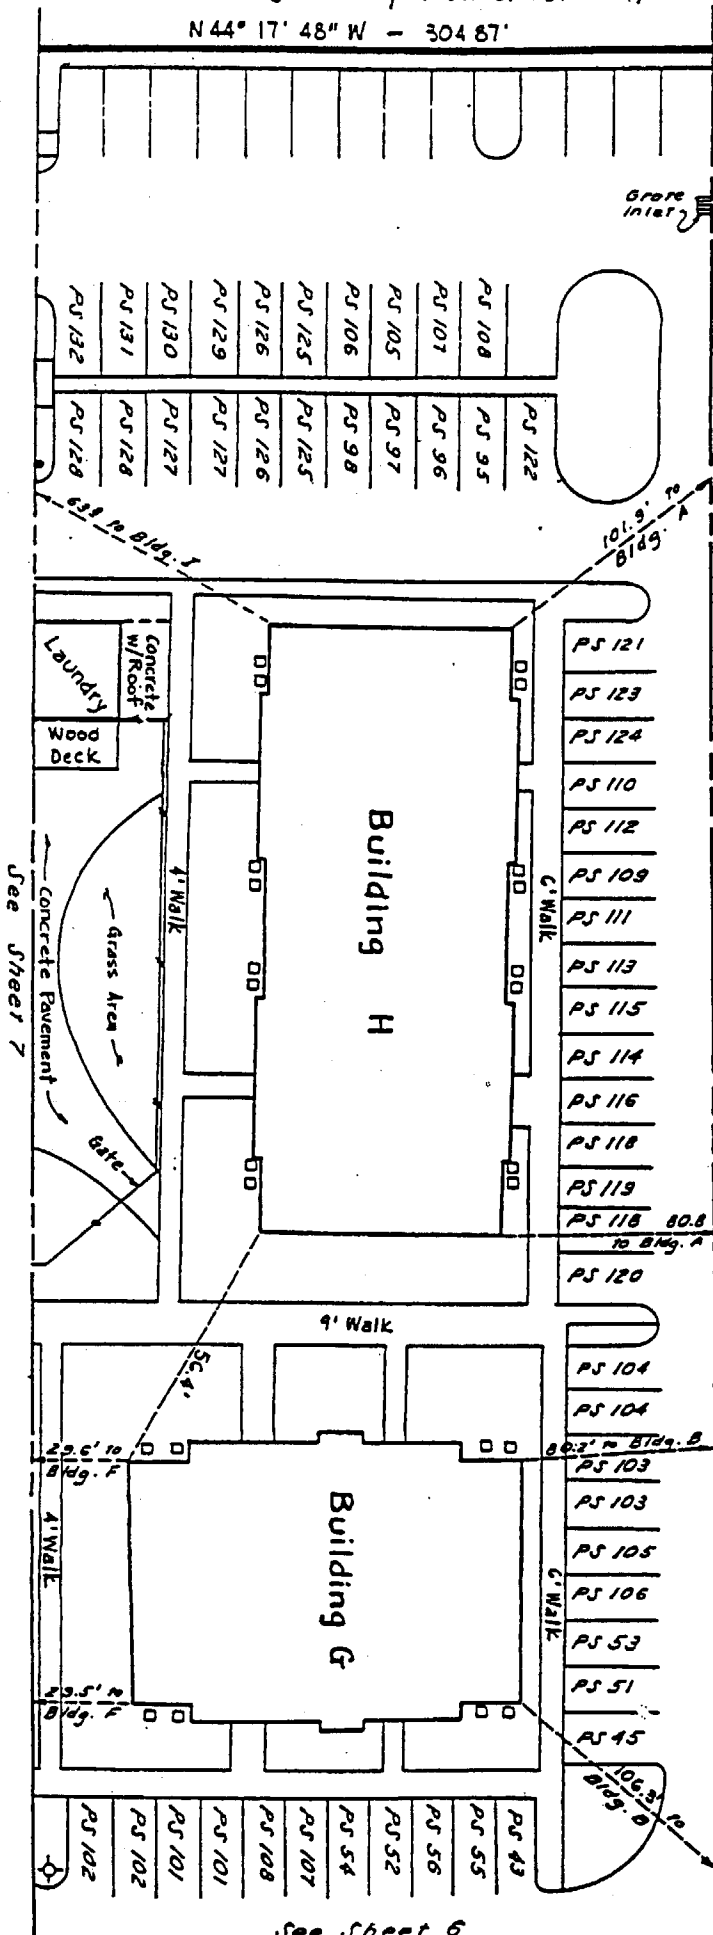 N 44° 17' 48" W - 304 87'
Grate
Inlet
PS 132
PS 131
PS 130
PS 129
PS 126
PS 125
PS 106
PS 105
PS 107
PS 108
PS 128
PS 128
PS 127
PS 127
PS 126
PS 125
PS 98
PS 97
PS 96
PS 95
PS 122
to Bldg. I
101.9' to
Bldg. A
Laundry
Concrete
w/Roof
Wood
Deck
PS 121
PS 123
PS 124
PS 110
PS 112
PS 109
PS 111
PS 113
PS 115
PS 114
PS 116
PS 118
PS 119
PS 118
PS 120
Building H
4' Walk
6' Walk
Grass Area
Concrete Pavement
See Sheet 7
Gate
80.8
to Bldg. A
9' Walk
56.4'
PS 104
PS 104
PS 103
PS 103
PS 105
PS 106
PS 53
PS 51
PS 45
29.6' to
Bldg. F
80.2' to Bldg. B
Building G
4' Walk
6' Walk
29.5' to
Bldg. F
106.3' to
Bldg. B
PS 102
PS 102
PS 101
PS 101
PS 108
PS 107
PS 54
PS 52
PS 56
PS 55
PS 43
See Sheet 6